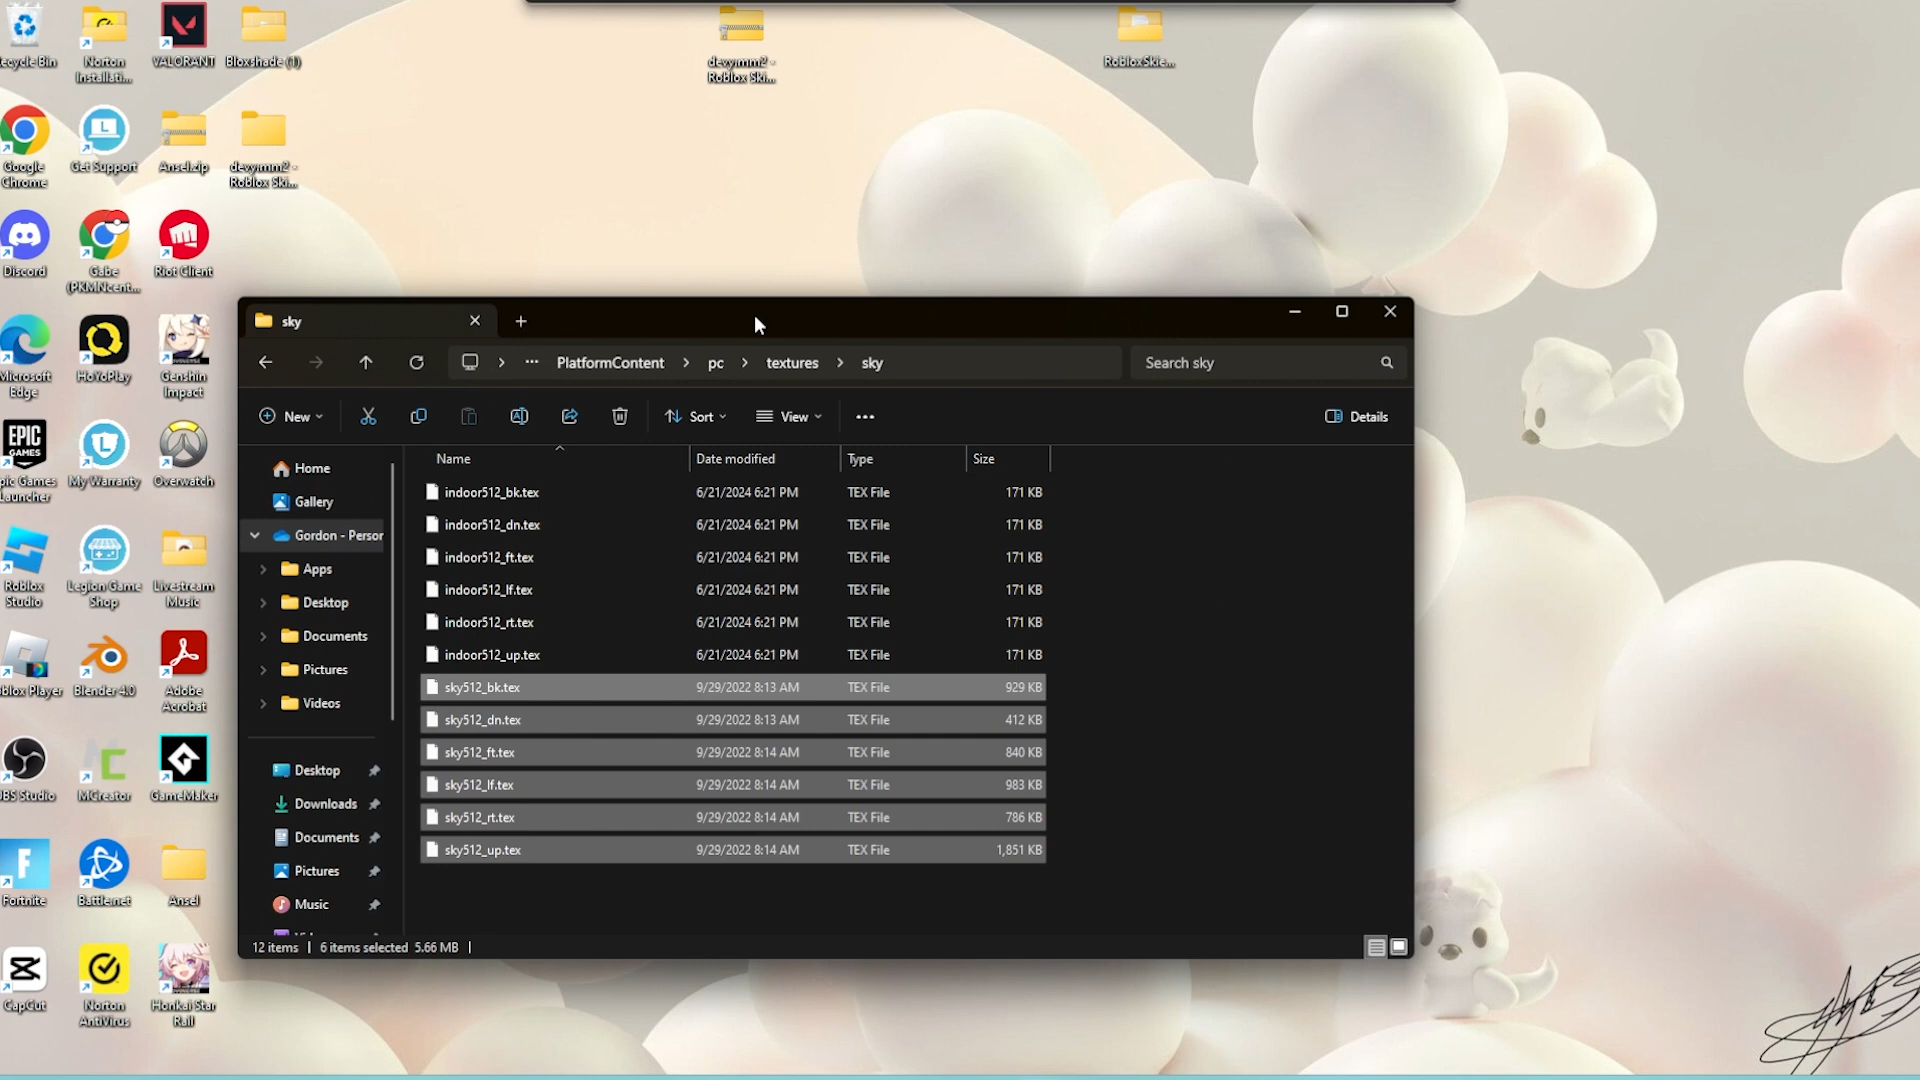 ecycle Bin
Norton
Installati...
VALORANT
Bloxshade (1)
devyımm2 -
Roblox Ski...
RobloxSkie...
Google
Chrome
Get Support
Ansel.zip
devyımm2 -
Roblox Ski...
Discord
Gabe
(PKMNcent...
Riot Client
Microsoft
Edge
HoYoPlay
Genshin
Impact
EPIC
GAMES
pic Games
Launcher
My Warranty
Overwatch
Roblox
Studio
Legion Game
Shop
Livestream
Music
blox Player
Blender 4.0
Adobe
Acrobat
BS Studio
MCreator
GameMaker
Fortnite
Battle.net
Ansel
CapCut
Norton
AntiVirus
Honkai Star
Rail
sky
PlatformContent > pc > textures > sky
Search sky
New
Sort
View
Details
Name Date modified Type Size
Home
Gallery
Gordon - Persor
Apps
Desktop
Documents
Pictures
Videos
Desktop
Downloads
Documents
Pictures
Music
indoor512_bk.tex 6/21/2024 6:21 PM TEX File 171 KB
indoor512_dn.tex 6/21/2024 6:21 PM TEX File 171 KB
indoor512_ft.tex 6/21/2024 6:21 PM TEX File 171 KB
indoor512_lf.tex 6/21/2024 6:21 PM TEX File 171 KB
indoor512_rt.tex 6/21/2024 6:21 PM TEX File 171 KB
indoor512_up.tex 6/21/2024 6:21 PM TEX File 171 KB
sky512_bk.tex 9/29/2022 8:13 AM TEX File 929 KB
sky512_dn.tex 9/29/2022 8:13 AM TEX File 412 KB
sky512_ft.tex 9/29/2022 8:14 AM TEX File 840 KB
sky512_lf.tex 9/29/2022 8:14 AM TEX File 983 KB
sky512_rt.tex 9/29/2022 8:14 AM TEX File 786 KB
sky512_up.tex 9/29/2022 8:14 AM TEX File 1,851 KB
12 items | 6 items selected 5.66 MB |